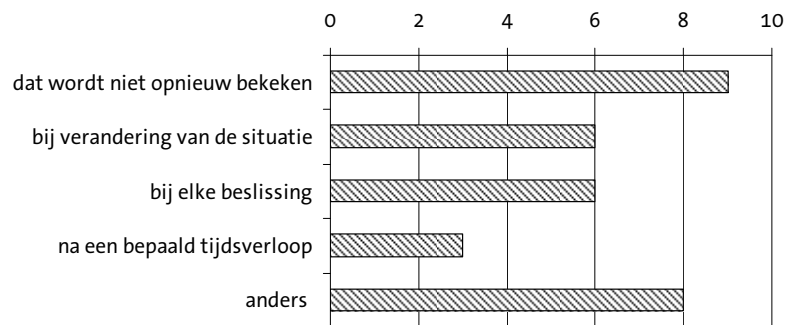 0 2 4 6 8 10
dat wordt niet opnieuw bekeken
bij verandering van de situatie
bij elke beslissing
na een bepaald tijdsverloop
anders